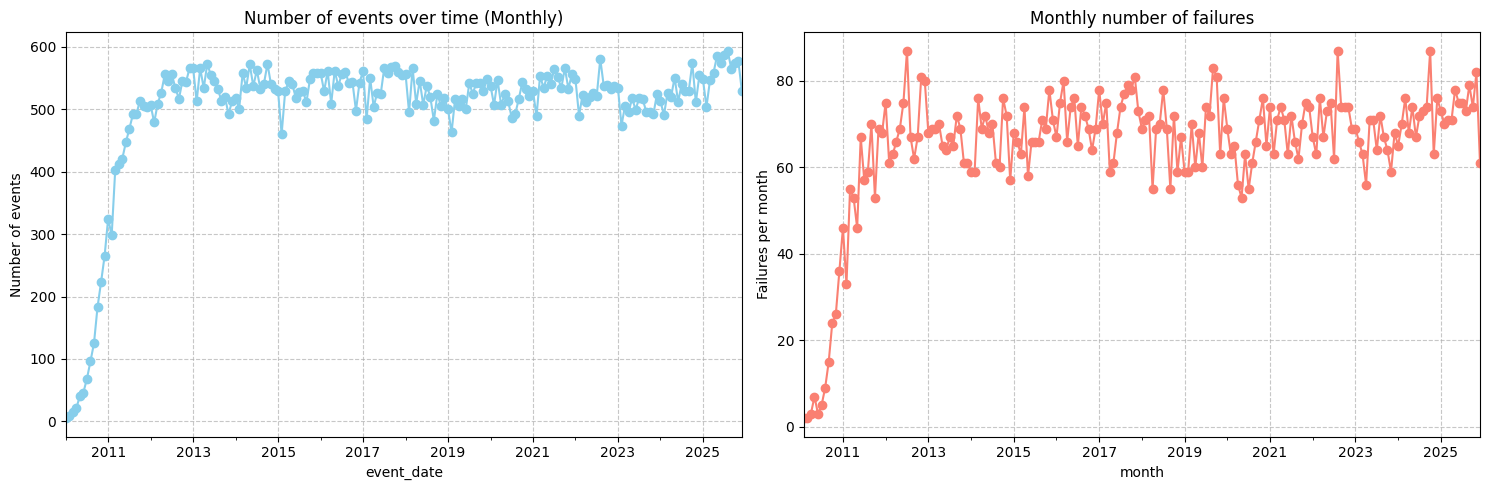 Number of events over time (Monthly)
Number of events
600
500
400
300
200
100
0
2011 2013 2015 2017 2019 2021 2023 2025
event_date
Monthly number of failures
Failures per month
80
60
40
20
0
2011 2013 2015 2017 2019 2021 2023 2025
month